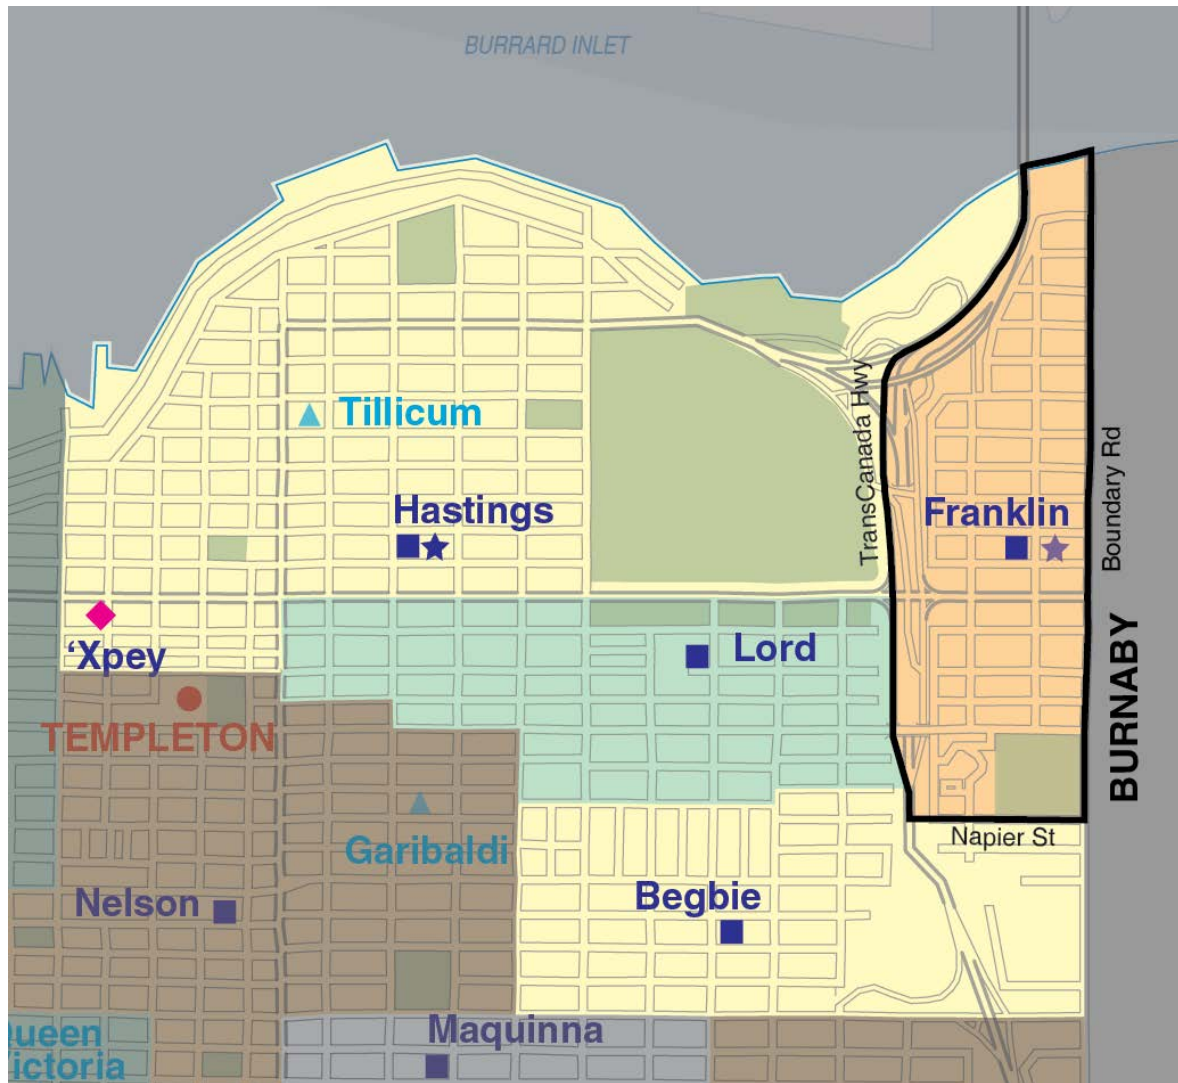 BURRARD INLET
Tillicum
TransCanada Hwy
Boundary Rd
Hastings
Franklin
'Xpey
Lord
BURNABY
TEMPLETON
Napier St
Garibaldi
Nelson
Begbie
Maquinna
ueen
ictoria